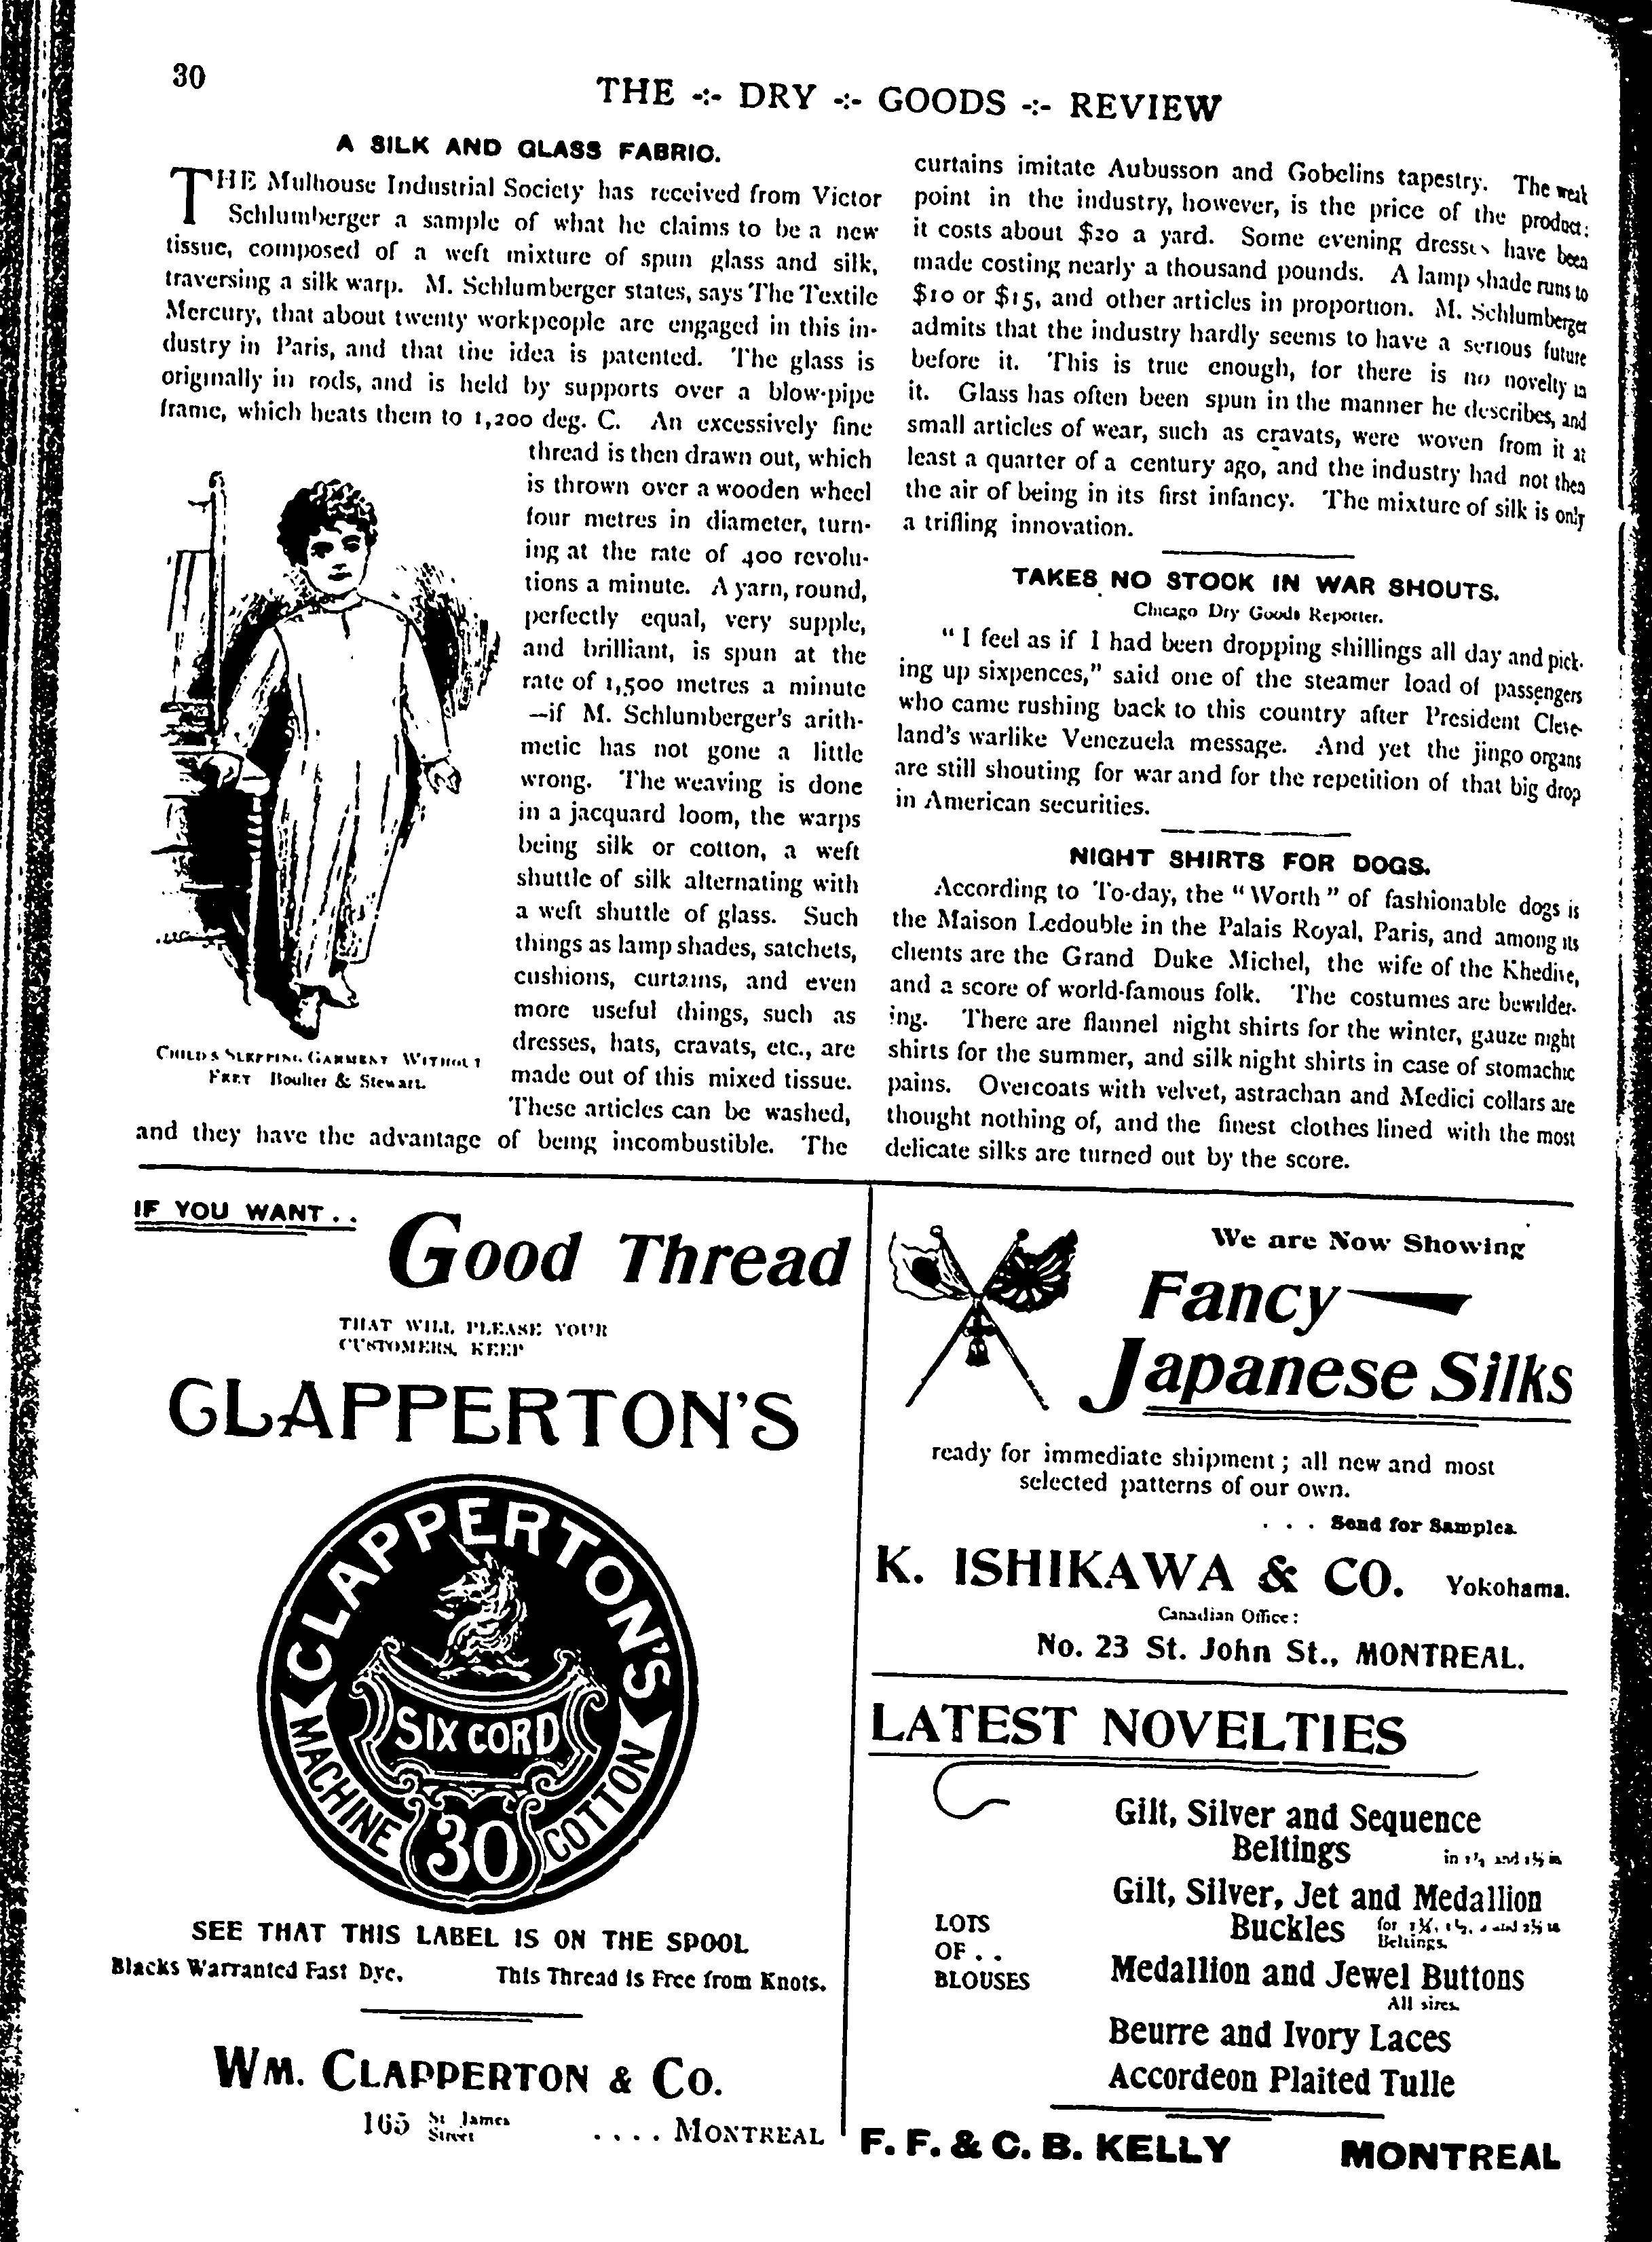 30
THE -:- DRY -:- GOODS -:- REVIEW
A SILK AND GLASS FABRIC.
THE Mulhouse Industrial Society has received from Victor
Schlumberger a sample of what he claims to be a new
tissue, composed of a weft mixture of spun glass and silk,
traversing a silk warp. M. Schlumberger states, says The Textile
Mercury, that about twenty workpeople are engaged in this in-
dustry in Paris, and that the idea is patented. The glass is
originally in rods, and is held by supports over a blow-pipe
frame, which heats them to 1,200 deg. C. An excessively fine
thread is then drawn out, which
is thrown over a wooden wheel
four metres in diameter, turn-
ing at the rate of 400 revolu-
tions a minute. A yarn, round,
perfectly equal, very supple,
and brilliant, is spun at the
rate of 1,500 metres a minute
—if M. Schlumberger's arith-
metic has not gone a little
wrong. The weaving is done
in a jacquard loom, the warps
being silk or cotton, a weft
shuttle of silk alternating with
a weft shuttle of glass. Such
things as lamp shades, satchets,
cushions, curtains, and even
more useful things, such as
dresses, hats, cravats, etc., are
made out of this mixed tissue.
These articles can be washed,
CHILD'S SLEEPING GARMENT WITHOUT
FEET Boulter & Stewart.
and they have the advantage of being incombustible. The
curtains imitate Aubusson and Gobelins tapestry. The weak
point in the industry, however, is the price of the product:
it costs about $20 a yard. Some evening dresses have been
made costing nearly a thousand pounds. A lamp shade runs to
$10 or $15, and other articles in proportion. M. Schlumberger
admits that the industry hardly seems to have a serious future
before it. This is true enough, for there is no novelty in
it. Glass has often been spun in the manner he describes, and
small articles of wear, such as cravats, were woven from it at
least a quarter of a century ago, and the industry had not then
the air of being in its first infancy. The mixture of silk is only
a trifling innovation.
TAKES NO STOCK IN WAR SHOUTS.
Chicago Dry Goods Reporter.
"I feel as if I had been dropping shillings all day and pick-
ing up sixpences," said one of the steamer load of passengers
who came rushing back to this country after President Cleve-
land's warlike Venezuela message. And yet the jingo organs
are still shouting for war and for the repetition of that big drop
in American securities.
NIGHT SHIRTS FOR DOGS.
According to To-day, the "Worth" of fashionable dogs is
the Maison Ledouble in the Palais Royal, Paris, and among its
clients are the Grand Duke Michel, the wife of the Khedive,
and a score of world-famous folk. The costumes are bewilder-
ing. There are flannel night shirts for the winter, gauze night
shirts for the summer, and silk night shirts in case of stomachic
pains. Overcoats with velvet, astrachan and Medici collars are
thought nothing of, and the finest clothes lined with the most
delicate silks are turned out by the score.
IF YOU WANT . .
Good Thread
THAT WILL PLEASE YOUR
CUSTOMERS, KEEP
CLAPPERTON'S
CLAPPERTON'S
SIX CORD
MACHINE COTTON
30
SEE THAT THIS LABEL IS ON THE SPOOL
Blacks Warranted Fast Dye. This Thread is Free from Knots.
WM. CLAPPERTON & CO.
165 St. James Street . . . . MONTREAL
We are Now Showing
Fancy
Japanese Silks
ready for immediate shipment; all new and most
selected patterns of our own.
. . . Send for Samples.
K. ISHIKAWA & CO. Yokohama.
Canadian Office:
No. 23 St. John St., MONTREAL.
LATEST NOVELTIES
LOTS
OF . .
BLOUSES
Gilt, Silver and Sequence
Beltings in
Gilt, Silver, Jet and Medallion
Buckles for
Beltings.
Medallion and Jewel Buttons
All sizes.
Beurre and Ivory Laces
Accordeon Plaited Tulle
F. F. & C. B. KELLY MONTREAL